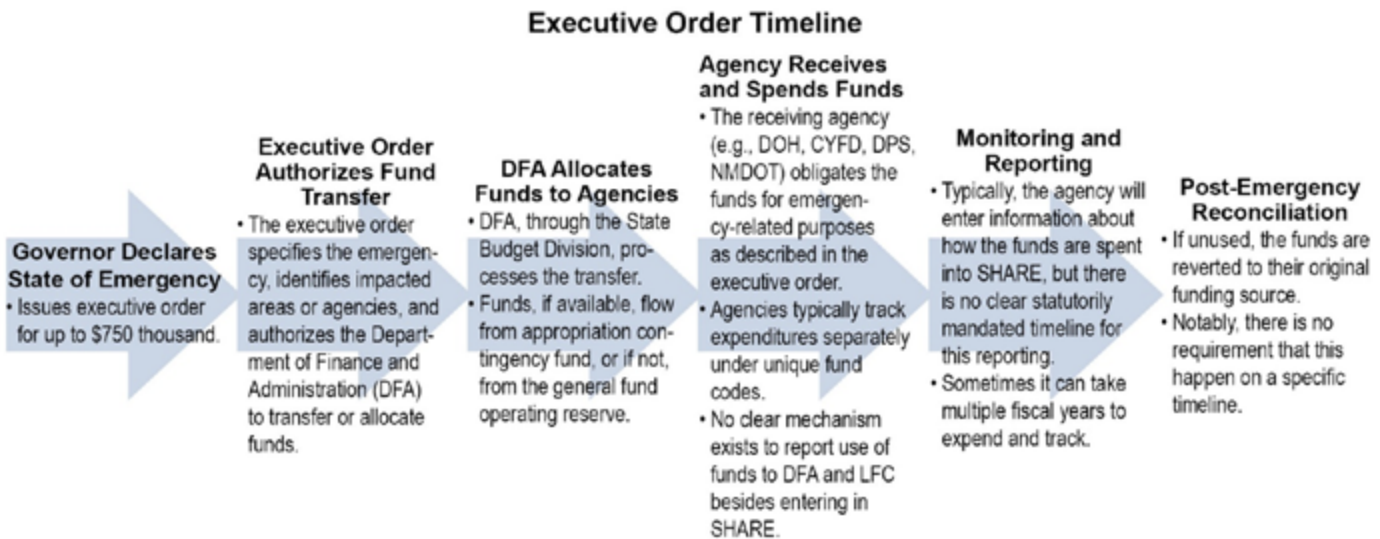 Executive Order Timeline
Governor Declares
State of Emergency
• Issues executive order
for up to $750 thousand.
Executive Order
Authorizes Fund
Transfer
• The executive order
specifies the emergen-
cy, identifies impacted
areas or agencies, and
authorizes the Depart-
ment of Finance and
Administration (DFA)
to transfer or allocate
funds.
DFA Allocates
Funds to Agencies
• DFA, through the State
Budget Division, pro-
cesses the transfer.
• Funds, if available, flow
from appropriation con-
tingency fund, or if not,
from the general fund
operating reserve.
Agency Receives
and Spends Funds
• The receiving agency
(e.g., DOH, CYFD, DPS,
NMDOT) obligates the
funds for emergen-
cy-related purposes
as described in the
executive order.
• Agencies typically track
expenditures separately
under unique fund
codes.
• No clear mechanism
exists to report use of
funds to DFA and LFC
besides entering in
SHARE.
Monitoring and
Reporting
• Typically, the agency will
enter information about
how the funds are spent
into SHARE, but there
is no clear statutorily
mandated timeline for
this reporting.
• Sometimes it can take
multiple fiscal years to
expend and track.
Post-Emergency
Reconciliation
• If unused, the funds are
reverted to their original
funding source.
• Notably, there is no
requirement that this
happen on a specific
timeline.